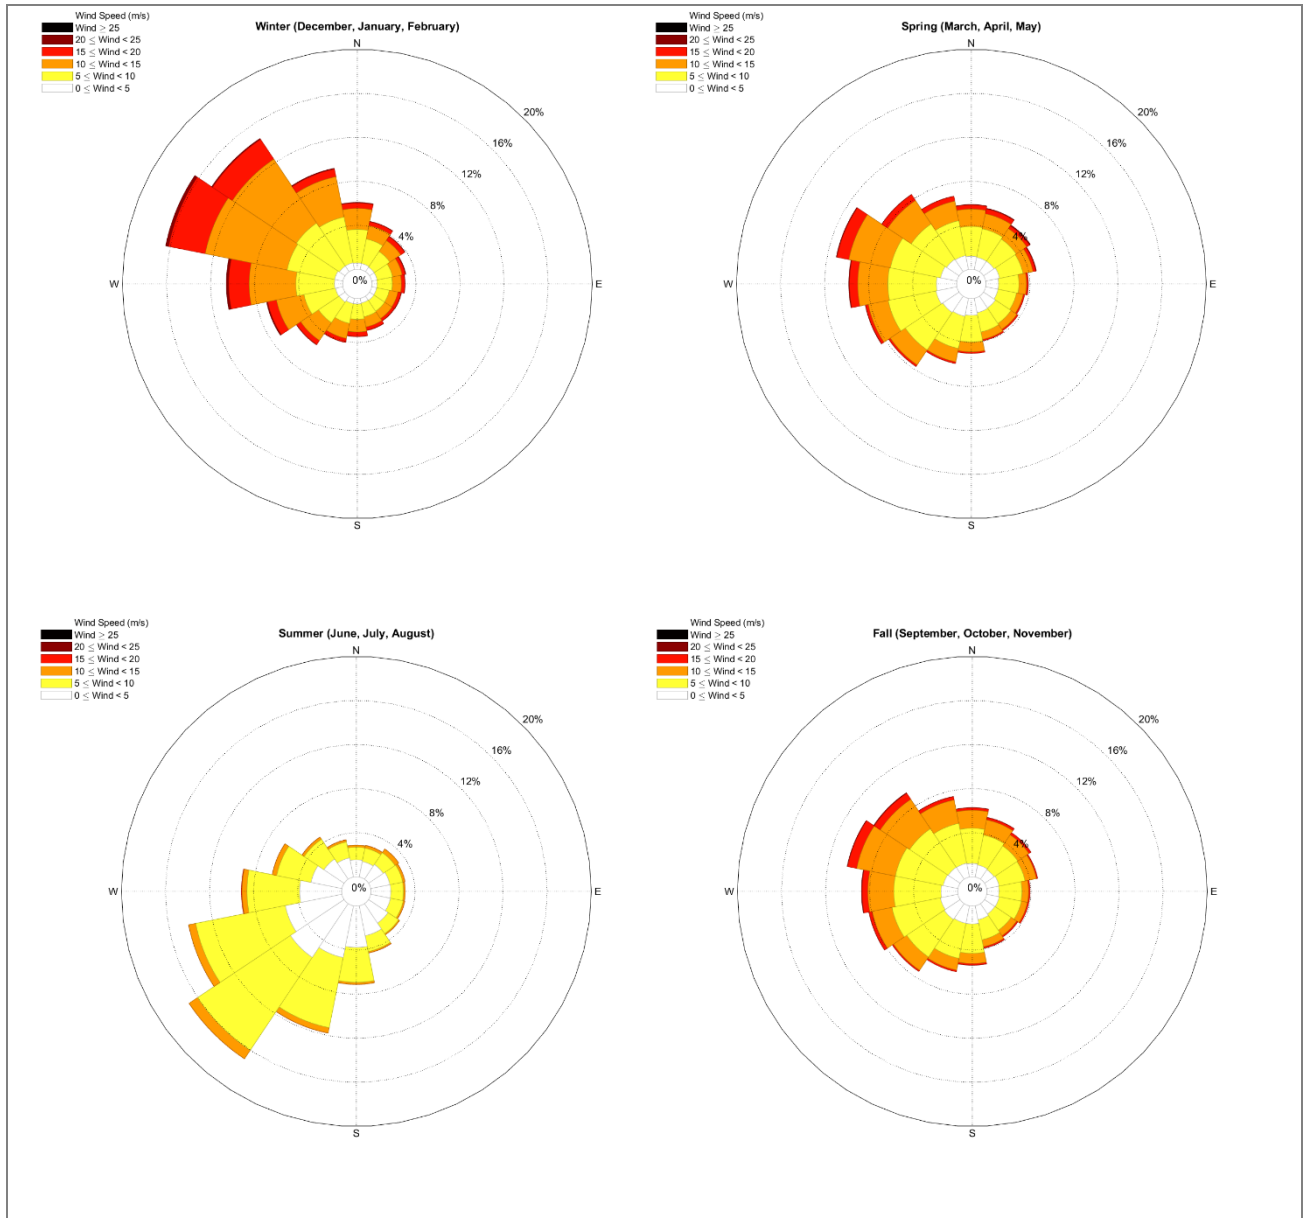 Wind Speed (m/s)
Wind ≥ 25
20 ≤ Wind < 25
15 ≤ Wind < 20
10 ≤ Wind < 15
5 ≤ Wind < 10
0 ≤ Wind < 5
Winter (December, January, February)
N
20%
16%
12%
8%
4%
0%
W
E
S
Wind Speed (m/s)
Wind ≥ 25
20 ≤ Wind < 25
15 ≤ Wind < 20
10 ≤ Wind < 15
5 ≤ Wind < 10
0 ≤ Wind < 5
Spring (March, April, May)
N
20%
16%
12%
8%
4%
0%
W
E
S
Wind Speed (m/s)
Wind ≥ 25
20 ≤ Wind < 25
15 ≤ Wind < 20
10 ≤ Wind < 15
5 ≤ Wind < 10
0 ≤ Wind < 5
Summer (June, July, August)
N
20%
16%
12%
8%
4%
0%
W
E
S
Wind Speed (m/s)
Wind ≥ 25
20 ≤ Wind < 25
15 ≤ Wind < 20
10 ≤ Wind < 15
5 ≤ Wind < 10
0 ≤ Wind < 5
Fall (September, October, November)
N
20%
16%
12%
8%
4%
0%
W
E
S